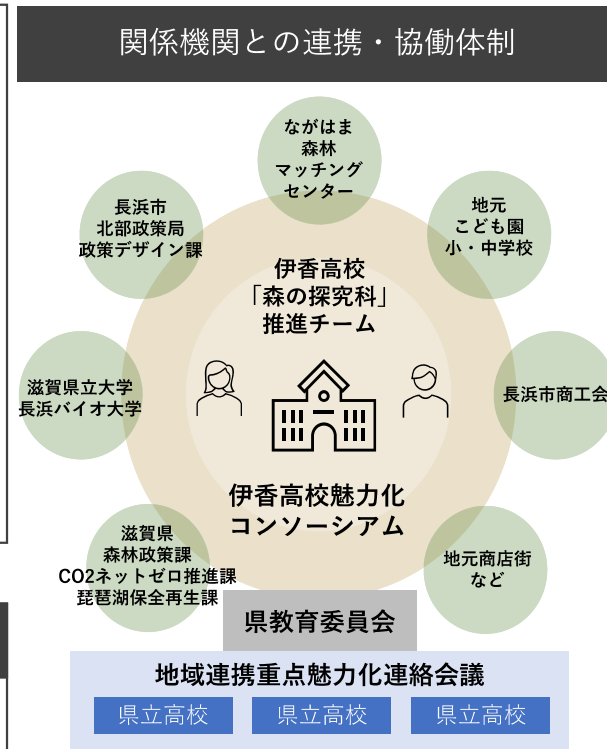 関係機関との連携・協働体制
ながはま
森林
マッチング
センター
長浜市
北部政策局
政策デザイン課
地元
こども園
小・中学校
伊香高校
「森の探究科」
推進チーム
滋賀県立大学
長浜バイオ大学
長浜市商工会
伊香高校魅力化
コンソーシアム
滋賀県
森林政策課
CO2ネットゼロ推進課
琵琶湖保全再生課
地元商店街
など
県教育委員会
地域連携重点魅力化連絡会議
県立高校
県立高校
県立高校